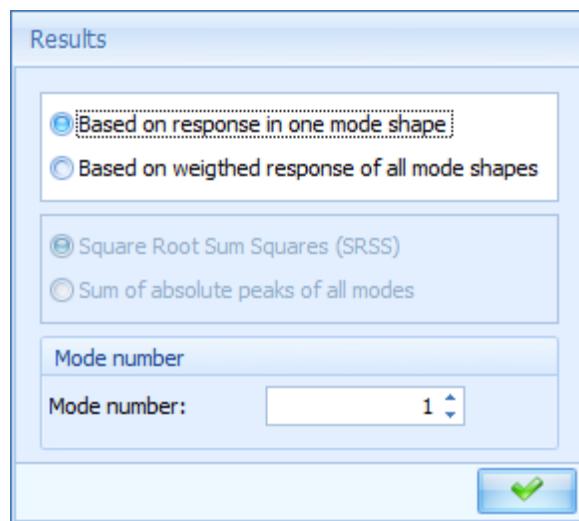 Results
Based on response in one mode shape
Based on weigthed response of all mode shapes
Square Root Sum Squares (SRSS)
Sum of absolute peaks of all modes
Mode number
Mode number: 1